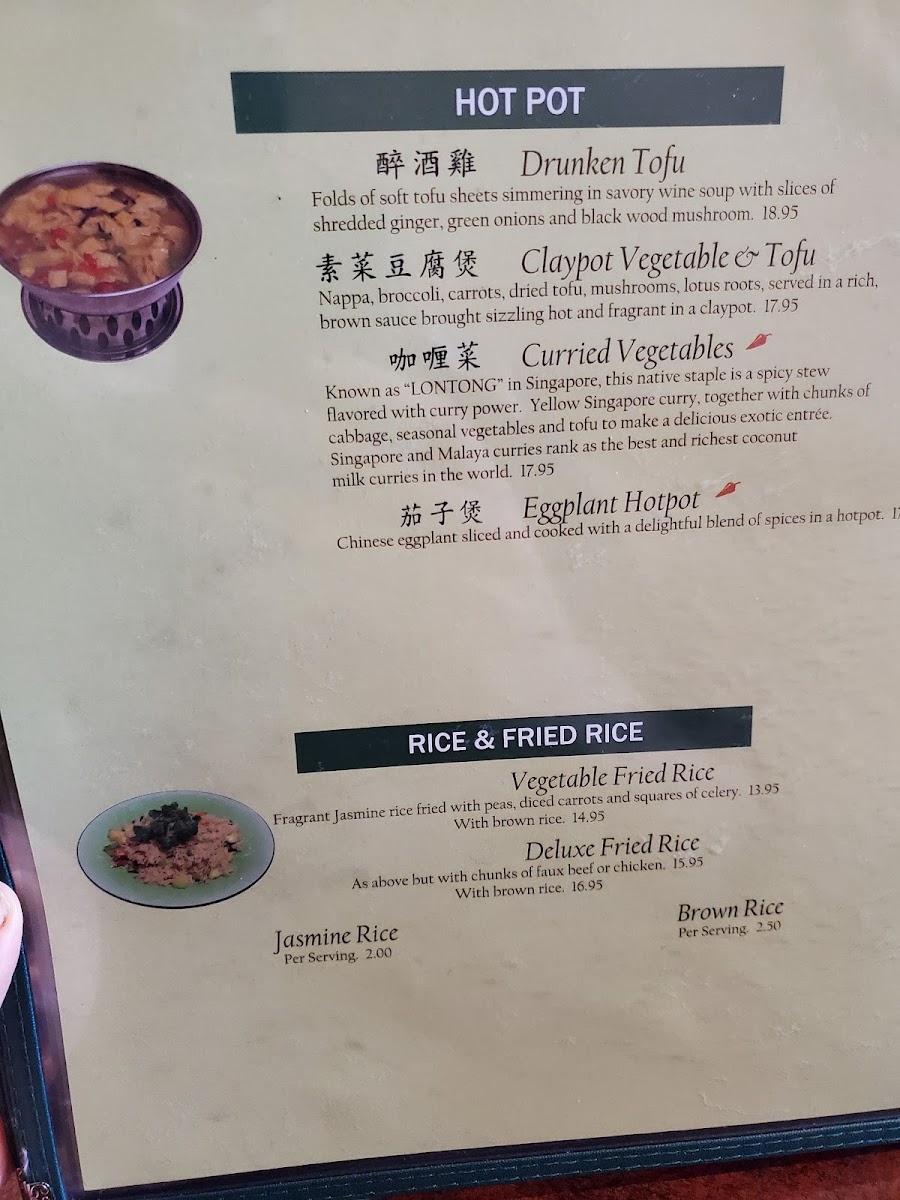 HOT POT
醉酒雞 Drunken Tofu
Folds of soft tofu sheets simmering in savory wine soup with slices of
shredded ginger, green onions and black wood mushroom. 18.95
素菜豆腐煲 Claypot Vegetable & Tofu
Nappa, broccoli, carrots, dried tofu, mushrooms, lotus roots, served in a rich,
brown sauce brought sizzling hot and fragrant in a claypot. 17.95
咖喱菜 Curried Vegetables
Known as “LONTONG” in Singapore, this native staple is a spicy stew
flavored with curry power. Yellow Singapore curry, together with chunks of
cabbage, seasonal vegetables and tofu to make a delicious exotic entrée.
Singapore and Malaya curries rank as the best and richest coconut
milk curries in the world. 17.95
茄子煲 Eggplant Hotpot
Chinese eggplant sliced and cooked with a delightful blend of spices in a hotpot.
RICE & FRIED RICE
Vegetable Fried Rice
Fragrant Jasmine rice fried with peas, diced carrots and squares of celery. 13.95
With brown rice. 14.95
Deluxe Fried Rice
As above but with chunks of faux beef or chicken. 15.95
With brown rice. 16.95
Jasmine Rice
Per Serving. 2.00
Brown Rice
Per Serving. 2.50